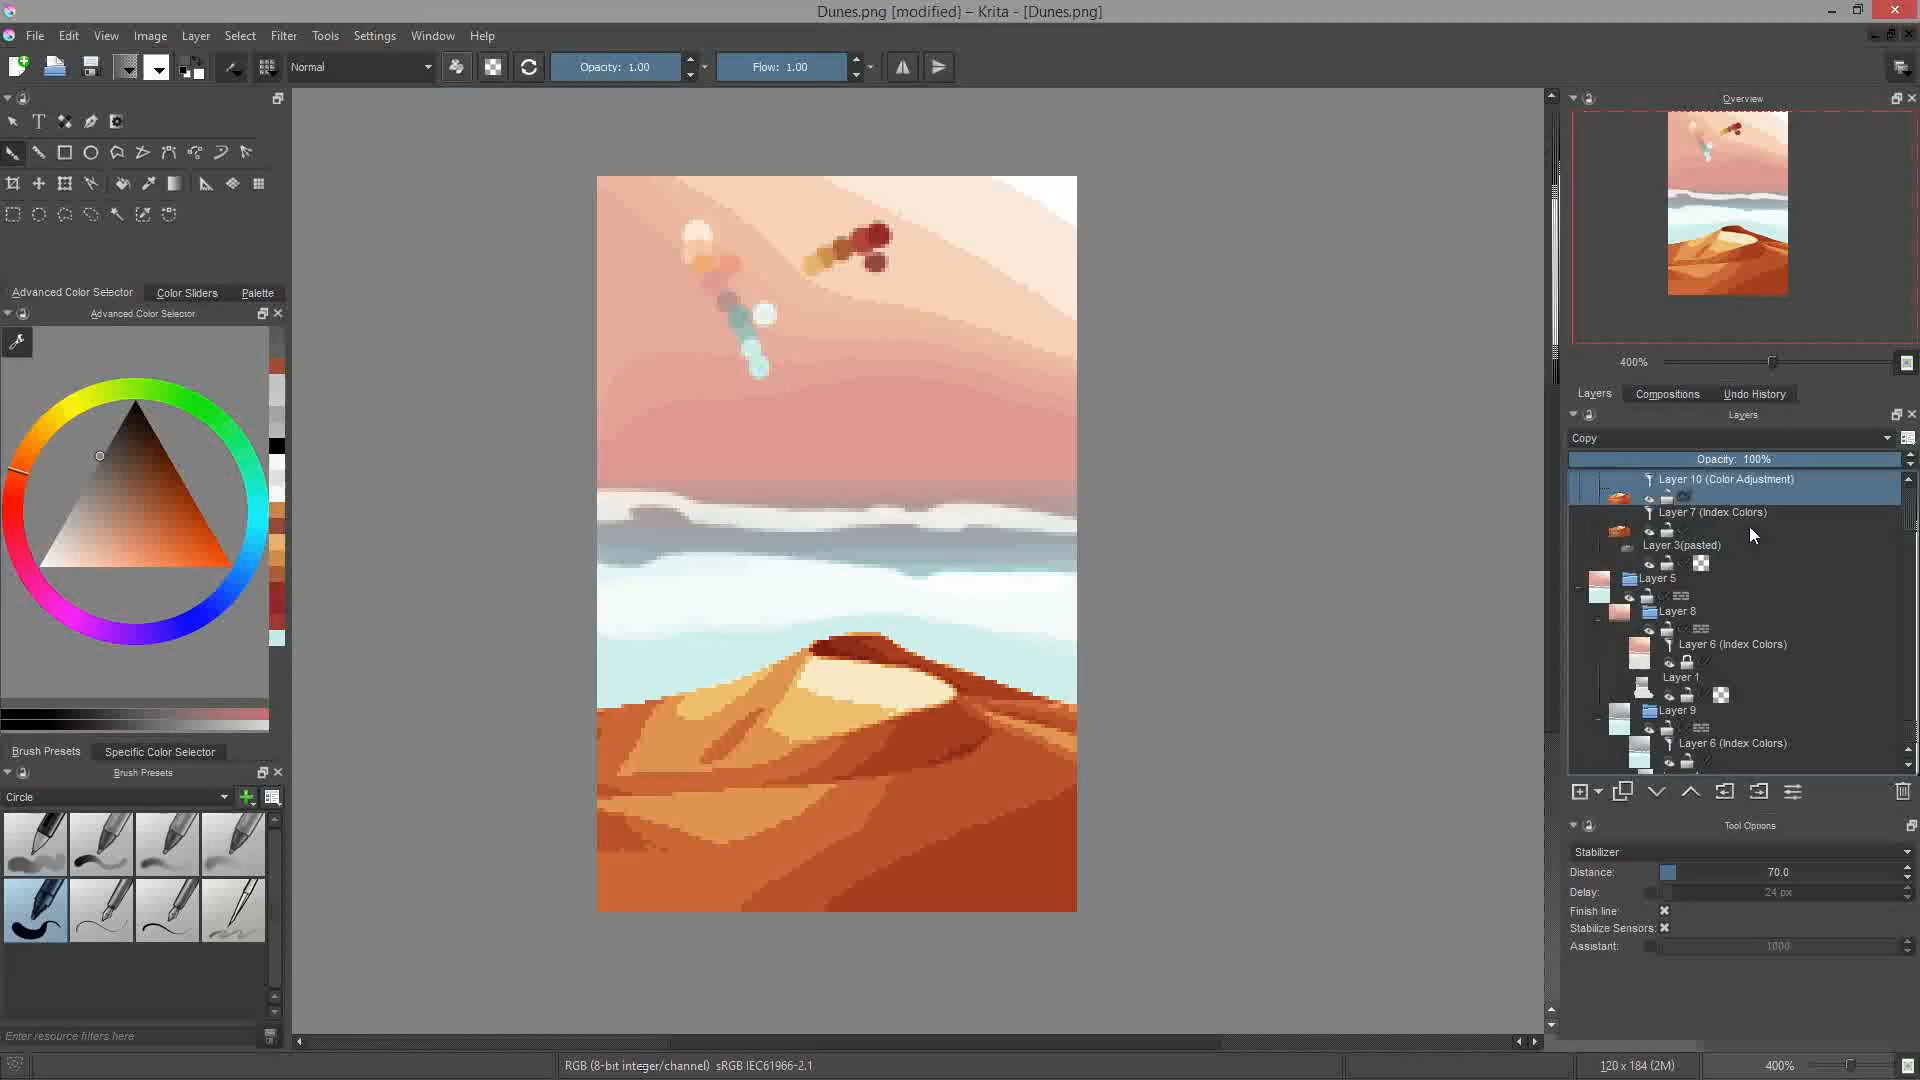 Dunes.png [modified] – Krita - [Dunes.png]
File Edit View Image Layer Select Filter Tools Settings Window Help
Normal
Opacity: 1.00
Flow: 1.00
Overview
400%
Advanced Color Selector Color Sliders Palette
Advanced Color Selector
Layers Compositions Undo History
Layers
Copy
Opacity: 100%
Layer 10 (Color Adjustment)
Layer 7 (Index Colors)
Layer 3(pasted)
Layer 5
Layer 8
Layer 6 (Index Colors)
Layer 1
Layer 9
Layer 6 (Index Colors)
Brush Presets Specific Color Selector
Brush Presets
Circle
Enter resource filters here
Tool Options
Stabilizer
Distance: 70.0
Delay: 24 px
Finish line:
Stabilize Sensors:
Assistant: 1000
RGB (8-bit integer/channel) sRGB IEC61966-2.1
120 x 184 (2M)
400%